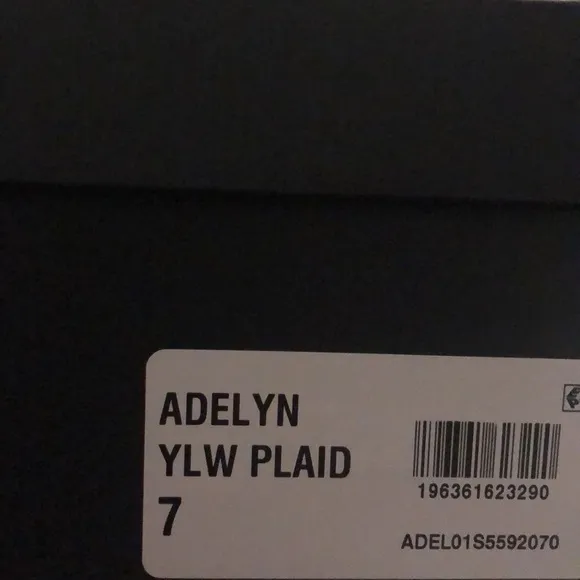 ADELYN
YLW PLAID
7
196361623290
ADEL01S5592070